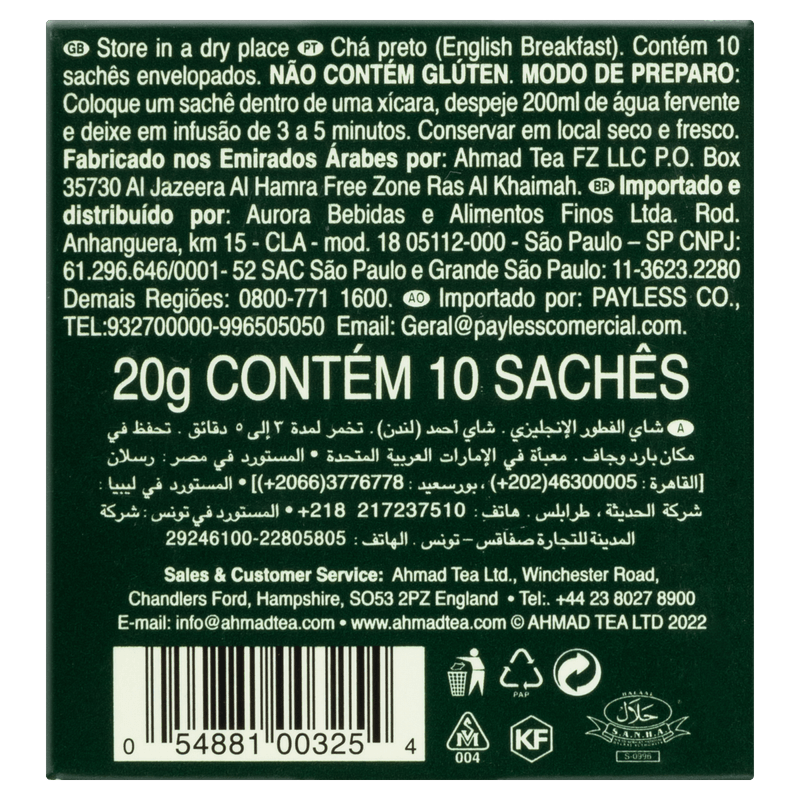 GB Store in a dry place PT Chá preto (English Breakfast). Contém 10
sachês envelopados. NÃO CONTÉM GLÚTEN. MODO DE PREPARO:
Coloque um sachê dentro de uma xícara, despeje 200ml de água fervente
e deixe em infusão de 3 a 5 minutos. Conservar em local seco e fresco.
Fabricado nos Emirados Árabes por: Ahmad Tea FZ LLC P.O. Box
35730 Al Jazeera Al Hamra Free Zone Ras Al Khaimah. BR Importado e
distribuído por: Aurora Bebidas e Alimentos Finos Ltda. Rod.
Anhanguera, km 15 - CLA - mod. 18 05112-000 - São Paulo – SP CNPJ:
61.296.646/0001- 52 SAC São Paulo e Grande São Paulo: 11-3623.2280
Demais Regiões: 0800-771 1600. AO Importado por: PAYLESS CO.,
TEL:932700000-996505050 Email: Geral@paylesscomercial.com.
20g CONTÉM 10 SACHÊS
A شاي الفطور الإنجليزي . شاي أحمد (لندن). تخمر لمدة ٣ إلى ٥ دقائق . تحفظ في
مكان بارد وجاف. معبأة في الإمارات العربية المتحدة • المستورد في مصر: رسلان
[القاهرة : 46300005(202+) ، بورسعيد : 3776778(2066+)] • المستورد في ليبيا :
شركة الحديثة ، طرابلس . هاتف : 217237510 218+ • المستورد في تونس: شركة
المدينة للتجارة صفاقس – تونس. الهاتف : 22805805-29246100
Sales & Customer Service: Ahmad Tea Ltd., Winchester Road,
Chandlers Ford, Hampshire, SO53 2PZ England • Tel:. +44 23 8027 8900
E-mail: info@ahmadtea.com • www.ahmadtea.com © AHMAD TEA LTD 2022
0 54881 00325 4
PAP
SMV
004
KF
حلال
S.A.N.H.A.
S-0996